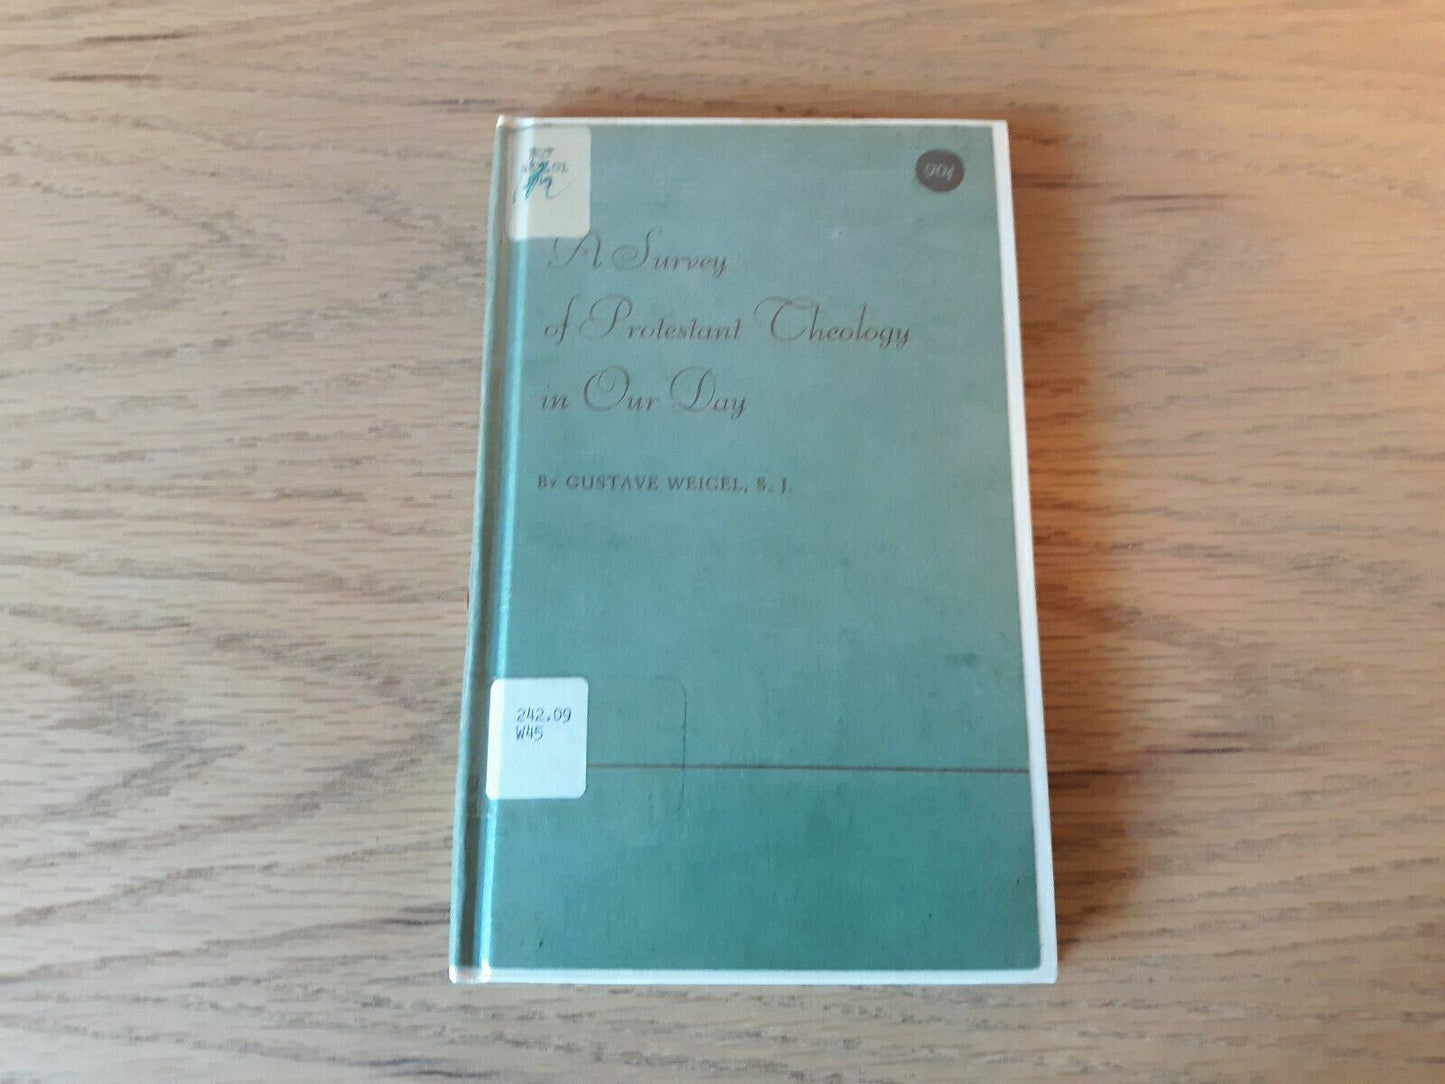 90¢
A Survey
of Protestant Theology
in Our Day
BY GUSTAVE WEIGEL, S. J.
242.09
W45